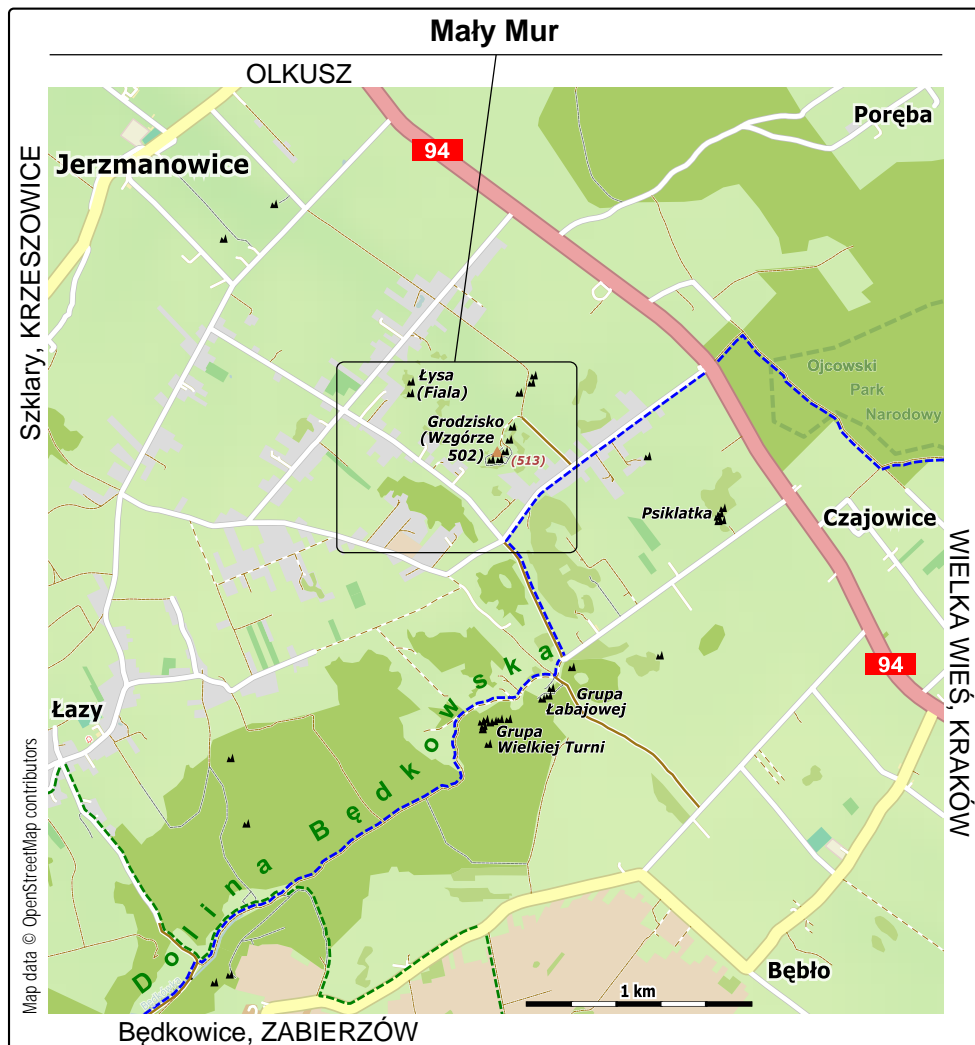 Mały Mur
OLKUSZ
Poręba
94
Jerzmanowice
Szklary, KRZESZOWICE
Łysa
(Fiala)
Ojcowski
Park
Narodowy
Grodzisko
(Wzgórze
502)
(513)
Psiklatka
Czajowice
WIELKA WIEŚ, KRAKÓW
94
Grupa
Łabajowej
Łazy
Grupa
Wielkiej Turni
Dolina Będkowska
Map data © OpenStreetMap contributors
Bębło
1 km
Będkowice, ZABIERZÓW